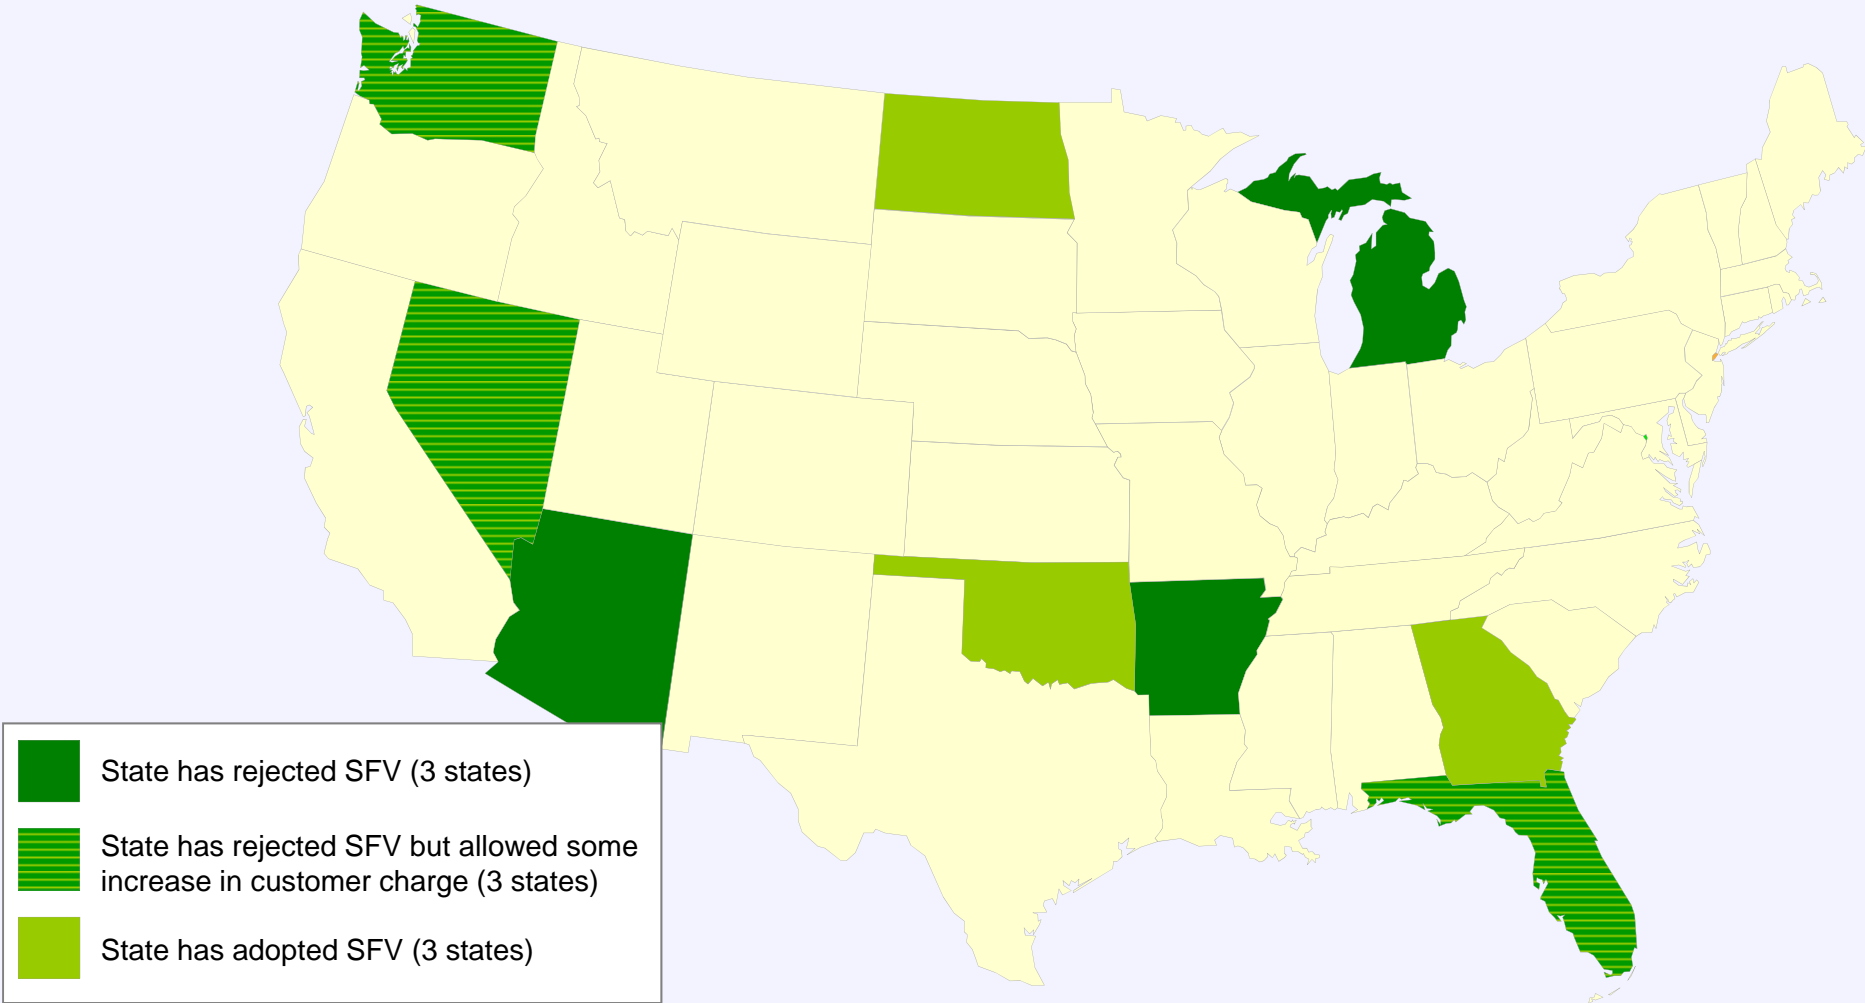 State has rejected SFV (3 states)
State has rejected SFV but allowed some
increase in customer charge (3 states)
State has adopted SFV (3 states)